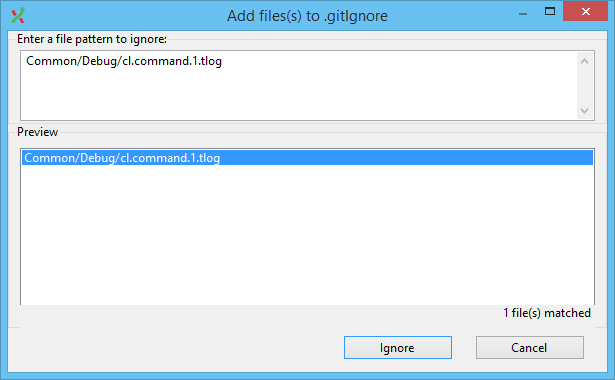 Add files(s) to .gitIgnore
Enter a file pattern to ignore:
Common/Debug/cl.command.1.tlog
Preview
Common/Debug/cl.command.1.tlog
1 file(s) matched
Ignore
Cancel